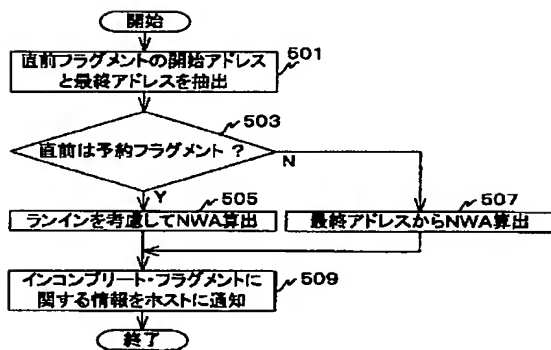 開始
直前フラグメントの開始アドレス
と最終アドレスを抽出
501
直前は予約フラグメント?
503
N
Y
505
507
ランインを考慮してNWA算出
最終アドレスからNWA算出
インコンプリート・フラグメントに
関する情報をホストに通知
509
終了